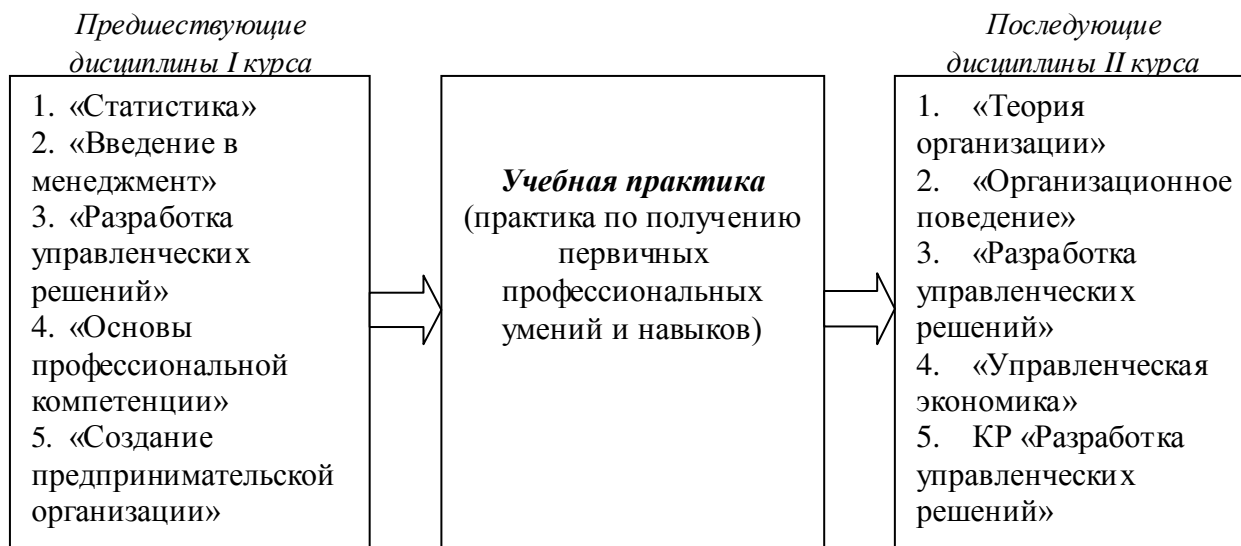 Предшествующие
дисциплины I курса
1. «Статистика»
2. «Введение в
менеджмент»
3. «Разработка
управленческих
решений»
4. «Основы
профессиональной
компетенции»
5. «Создание
предпринимательской
организации»
Учебная практика
(практика по получению
первичных
профессиональных
умений и навыков)
Последующие
дисциплины II курса
1. «Теория
организации»
2. «Организационное
поведение»
3. «Разработка
управленческих
решений»
4. «Управленческая
экономика»
5. КР «Разработка
управленческих
решений»